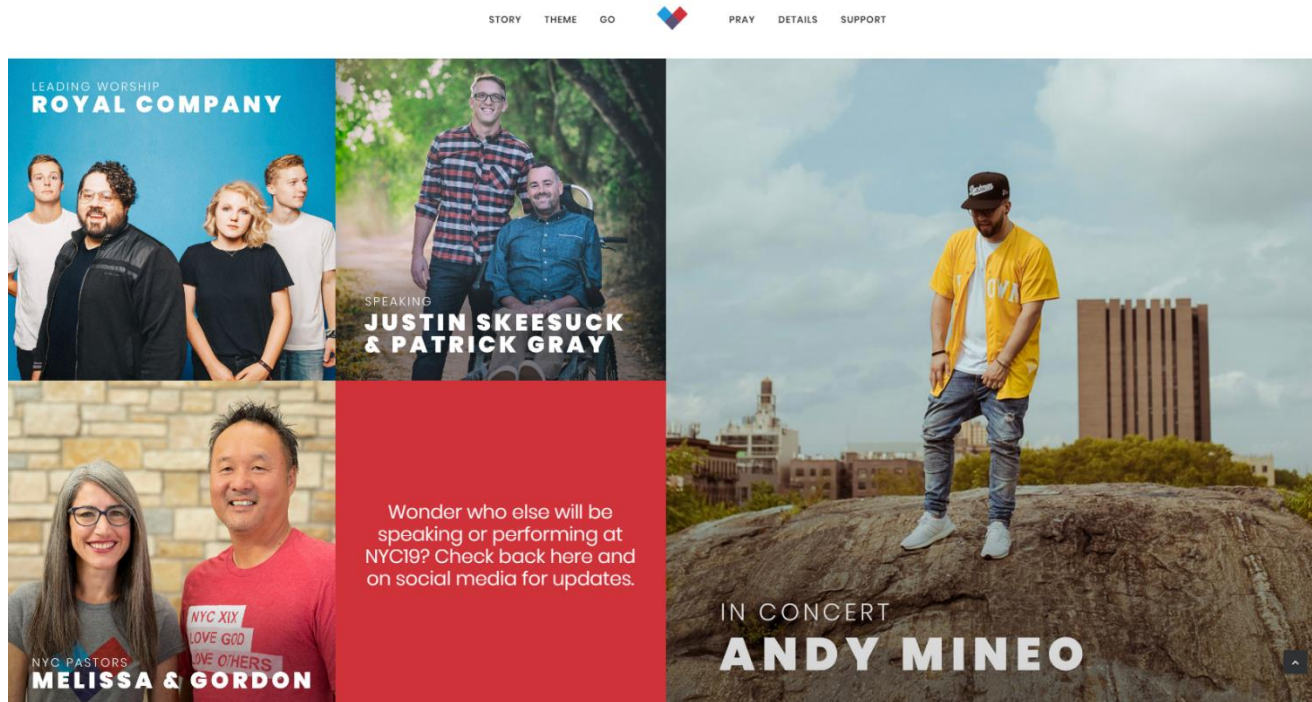 STORY THEME GO PRAY DETAILS SUPPORT
LEADING WORSHIP
ROYAL COMPANY
SPEAKING
JUSTIN SKEESUCK
& PATRICK GRAY
NYC XIX
LOVE GOD
OTHERS
NYC PASTORS
MELISSA & GORDON
Wonder who else will be
speaking or performing at
NYC19? Check back here and
on social media for updates.
IN CONCERT
ANDY MINEO